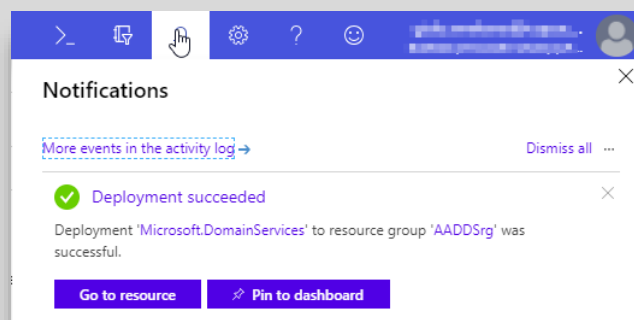 Notifications
More events in the activity log → Dismiss all ...
Deployment succeeded
Deployment 'Microsoft.DomainServices' to resource group 'AADDSrg' was
successful.
Go to resource Pin to dashboard